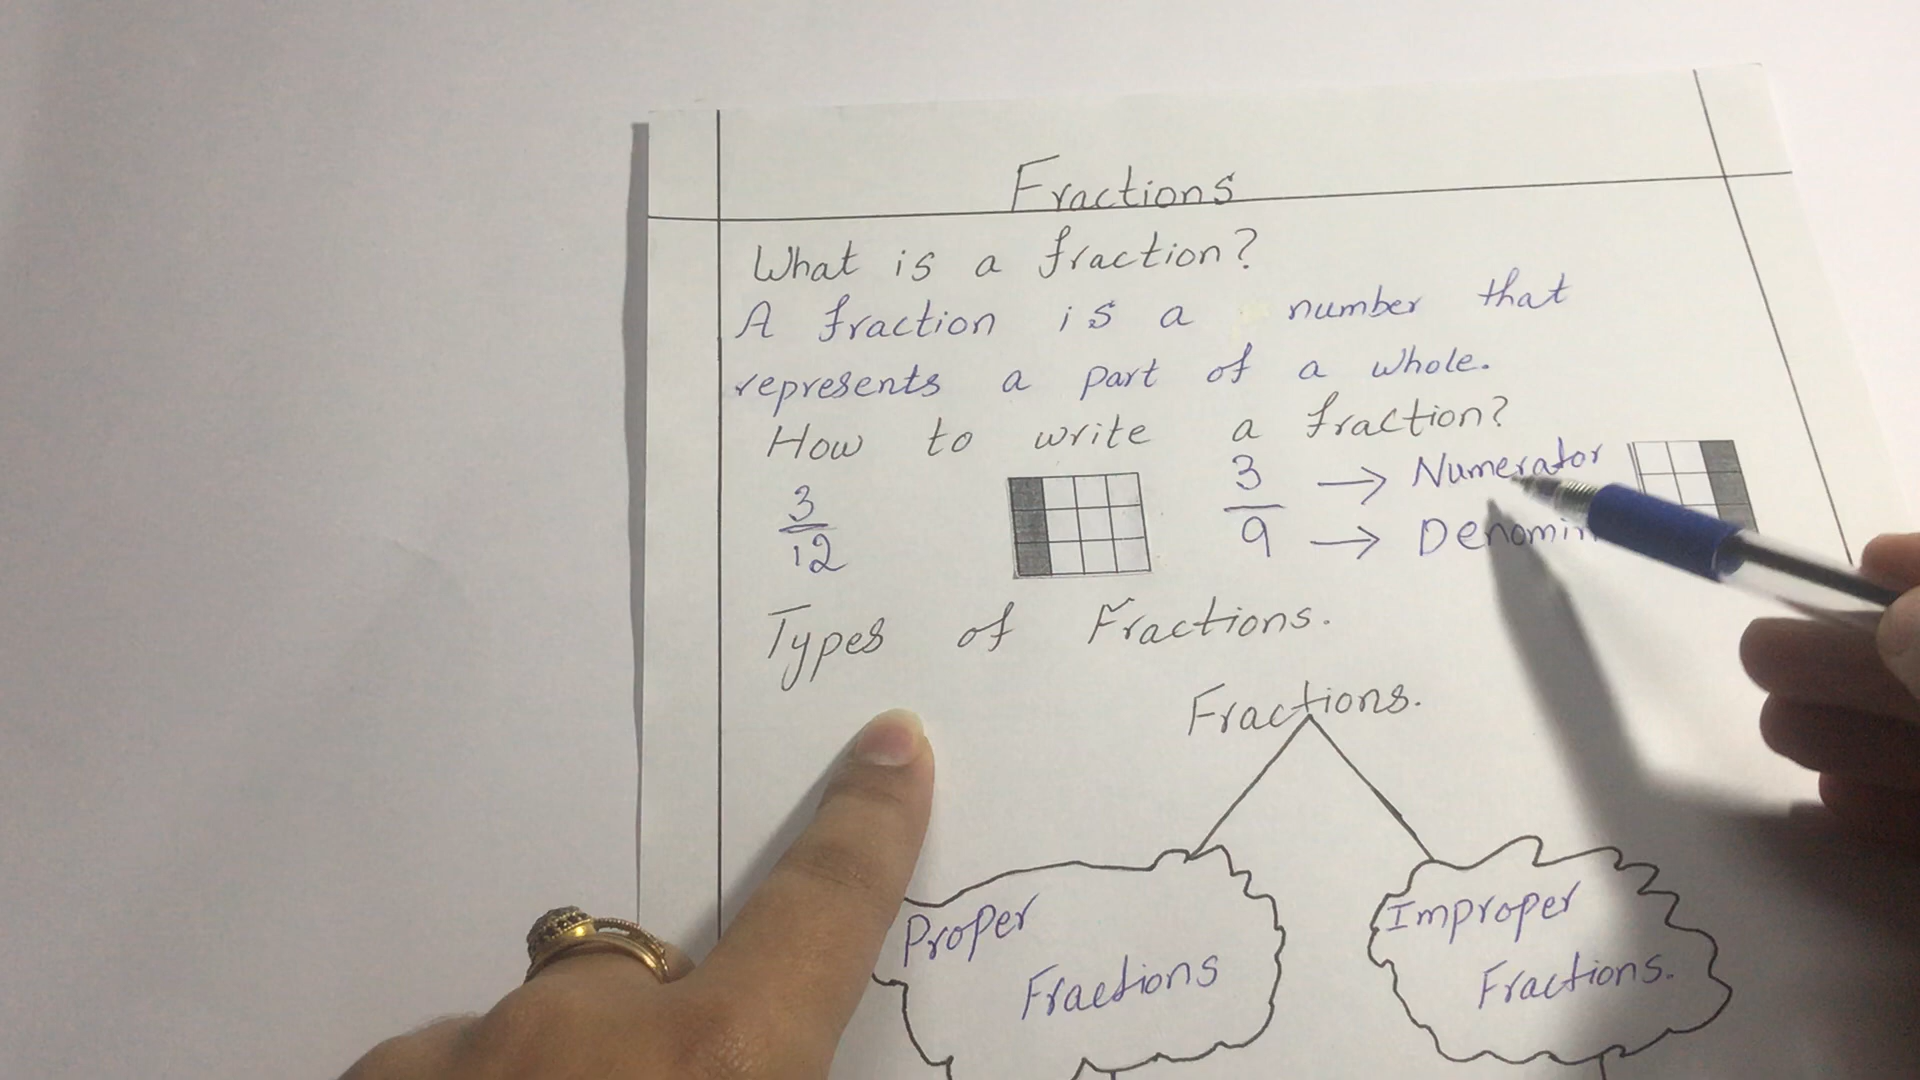 Fractions
What is a fraction?
A fraction is a number that
represents a part of a whole.
How to write a fraction?
3/12
3/9 → Numerator
→ Denomin
Types of Fractions.
Fractions.
Proper
Fractions
Improper
Fractions.